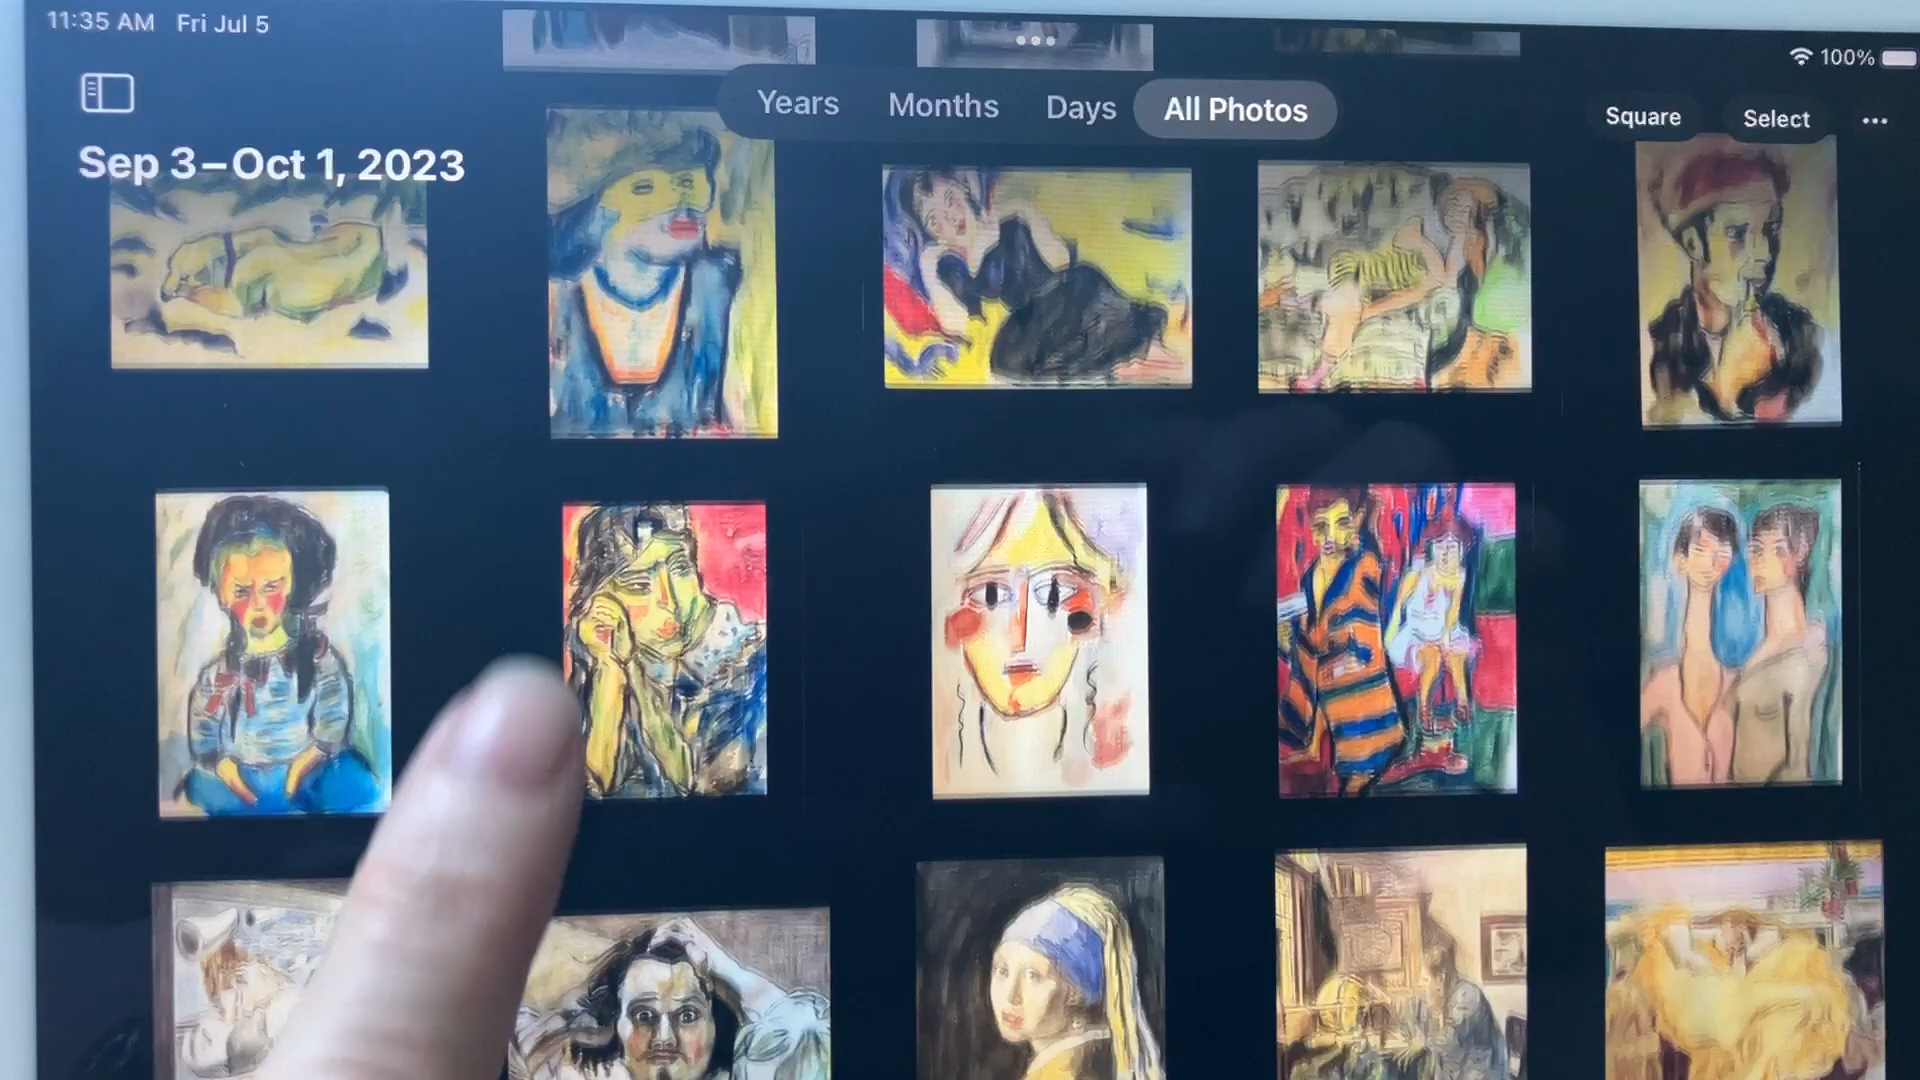 11:35 AM Fri Jul 5
100%
Years Months Days All Photos
Square Select
Sep 3–Oct 1, 2023